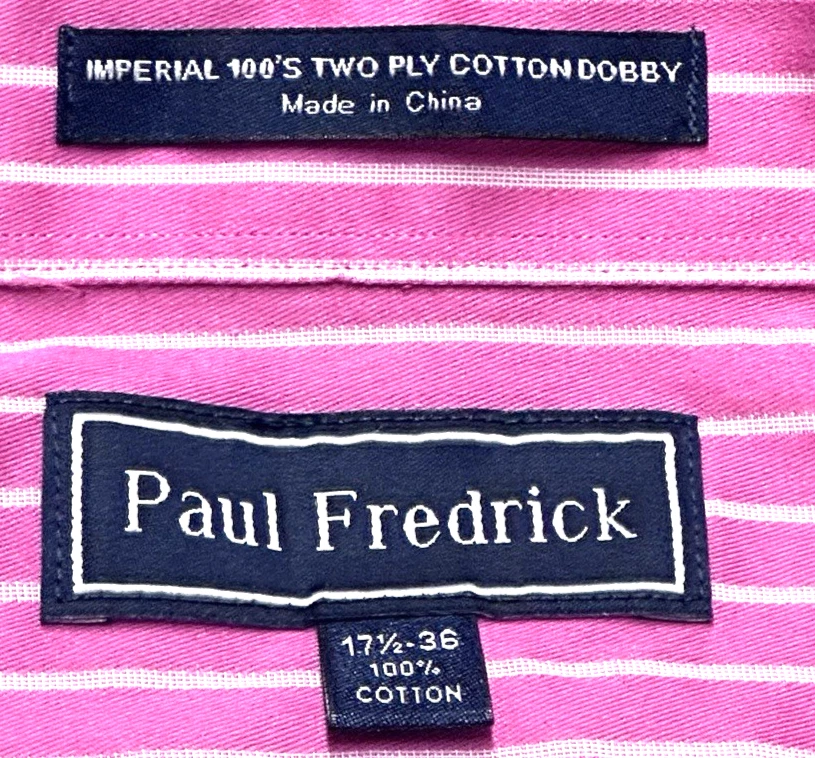 IMPERIAL 100'S TWO PLY COTTON DOBBY
Made in China
Paul Fredrick
17½-36
100%
COTTON